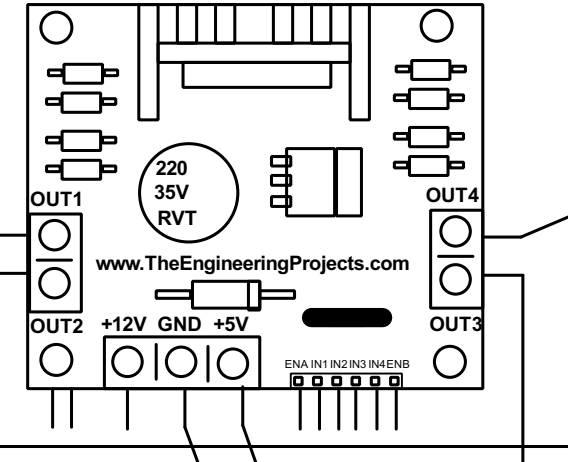 220
35V
RVT
OUT1
OUT4
www.TheEngineeringProjects.com
OUT2
+12V GND +5V
OUT3
ENA IN1 IN2 IN3 IN4 ENB